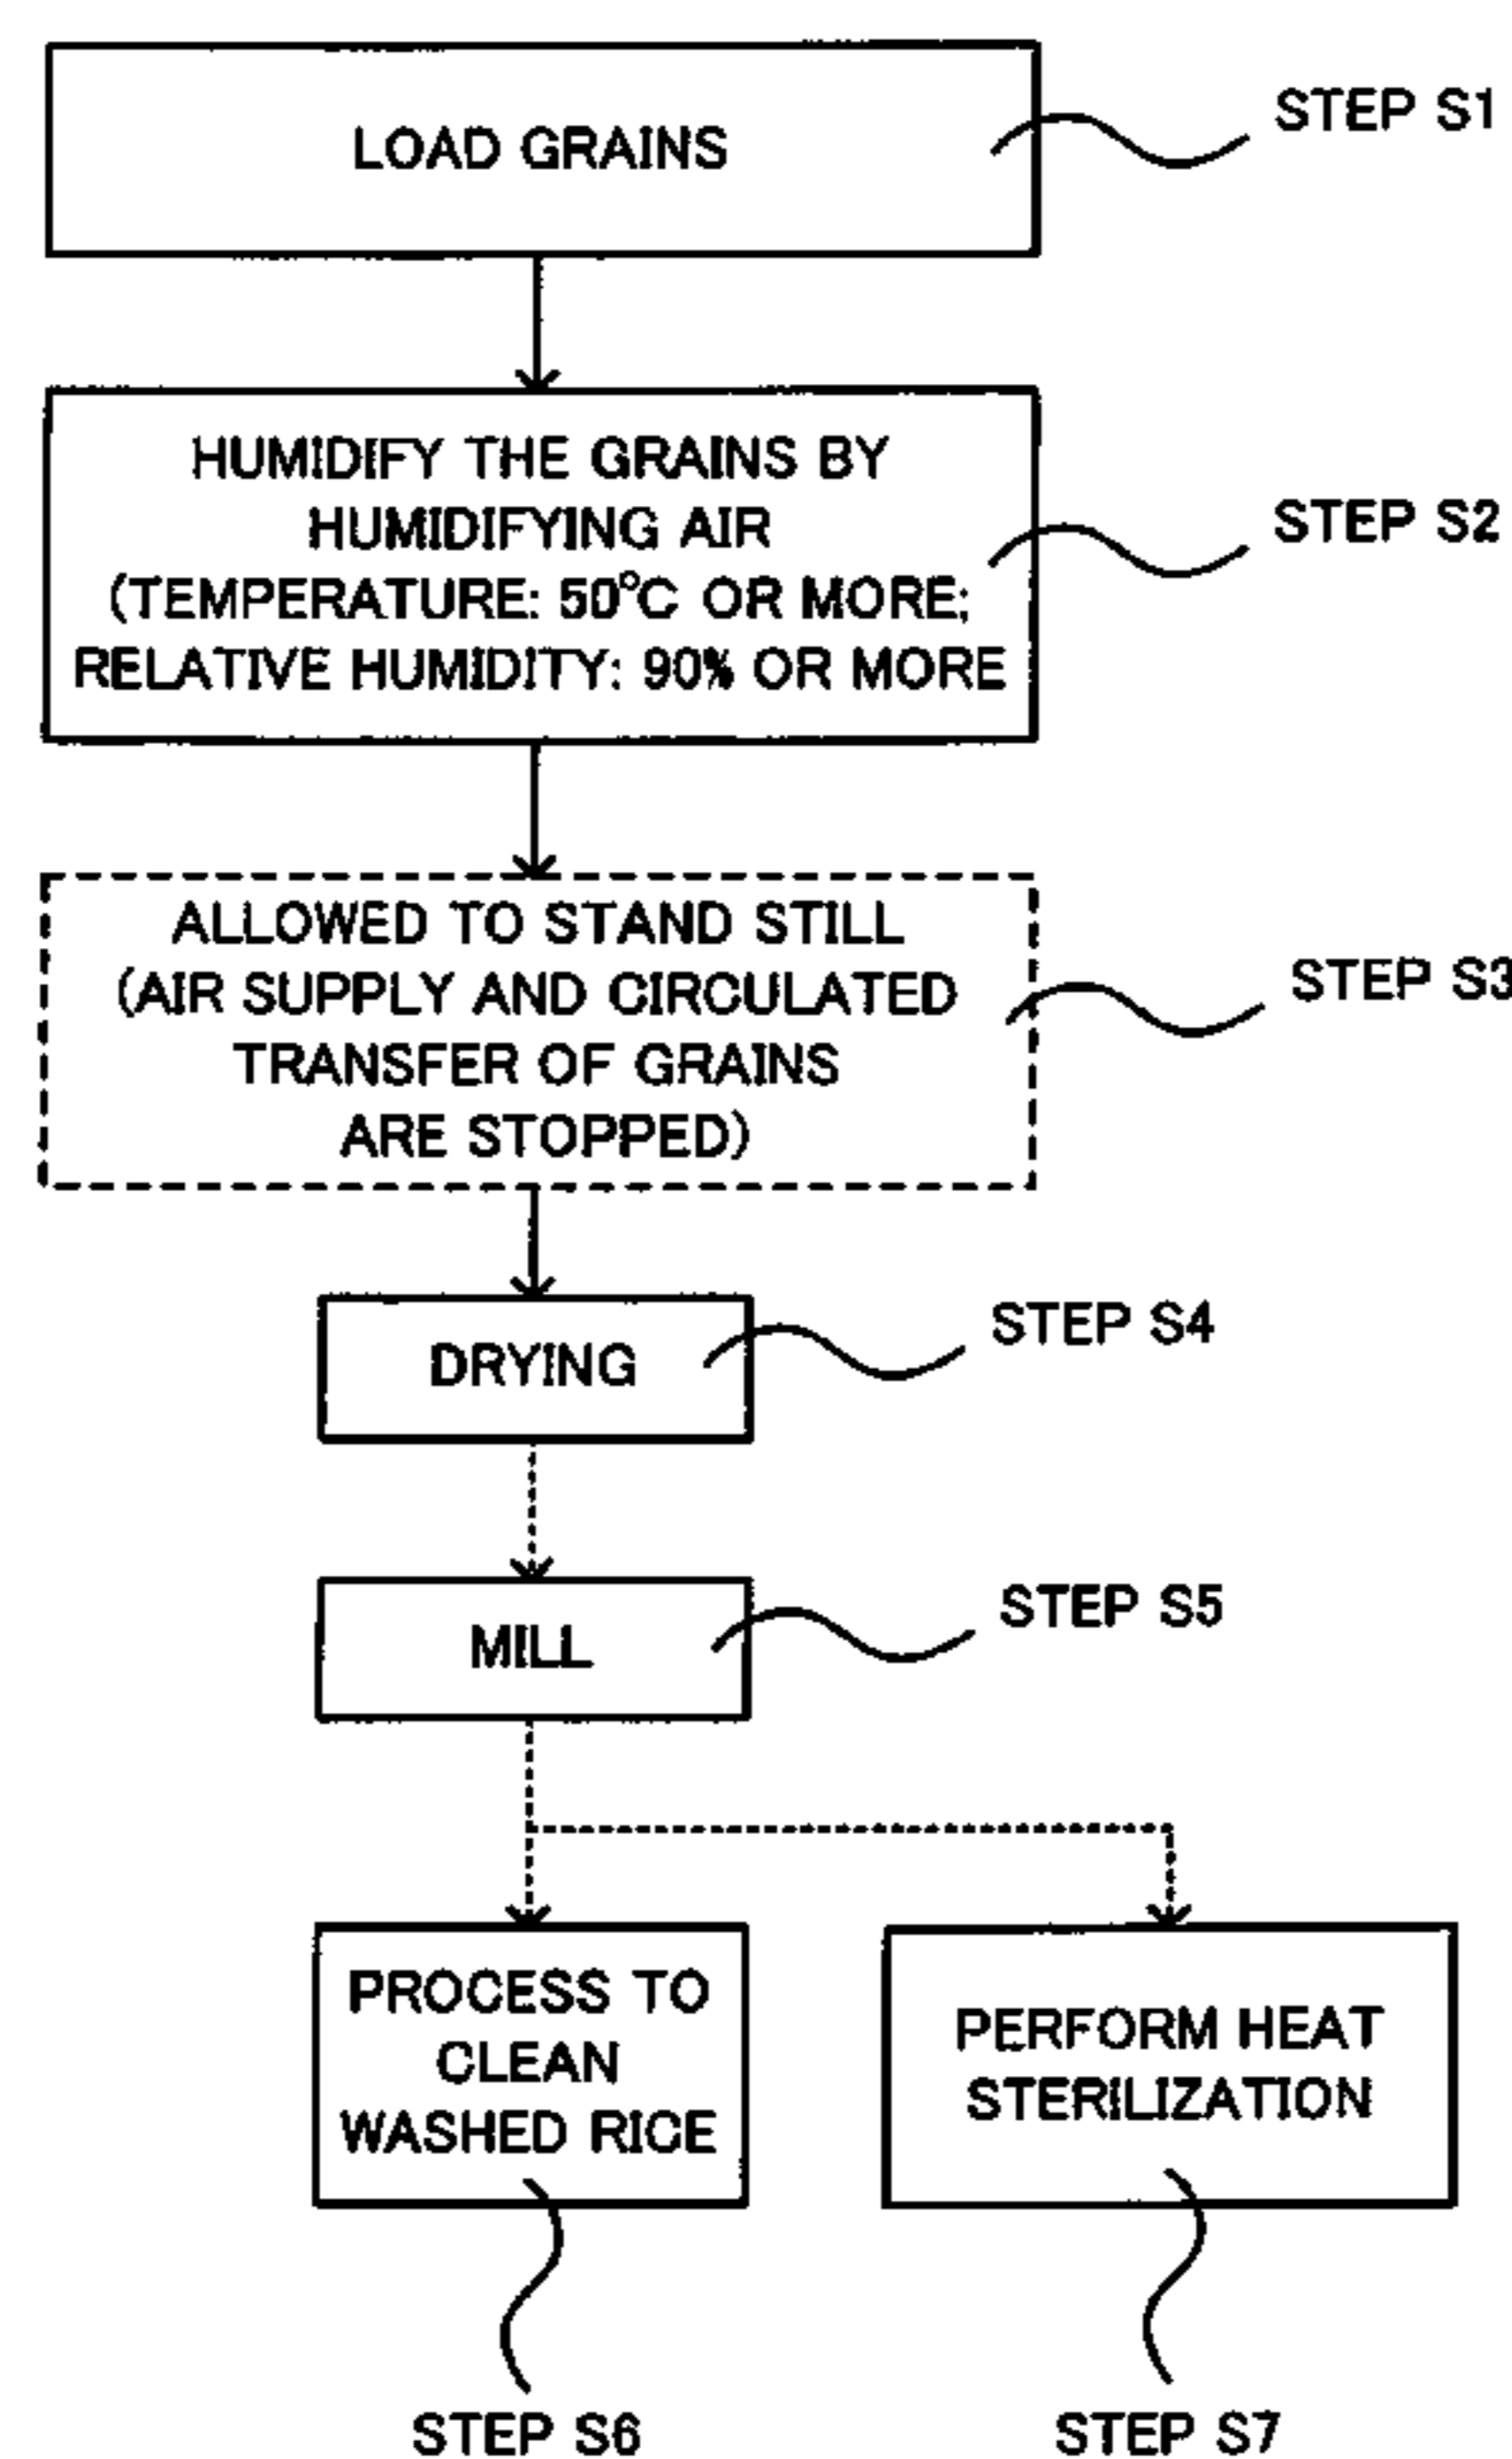 LOAD GRAINS
STEP S1
HUMIDIFY THE GRAINS BY
HUMIDIFYING AIR
(TEMPERATURE: 50°C OR MORE;
RELATIVE HUMIDITY: 90% OR MORE
STEP S2
ALLOWED TO STAND STILL
(AIR SUPPLY AND CIRCULATED
TRANSFER OF GRAINS
ARE STOPPED)
STEP S3
DRYING
STEP S4
MILL
STEP S5
PROCESS TO
CLEAN
WASHED RICE
STEP S6
PERFORM HEAT
STERILIZATION
STEP S7